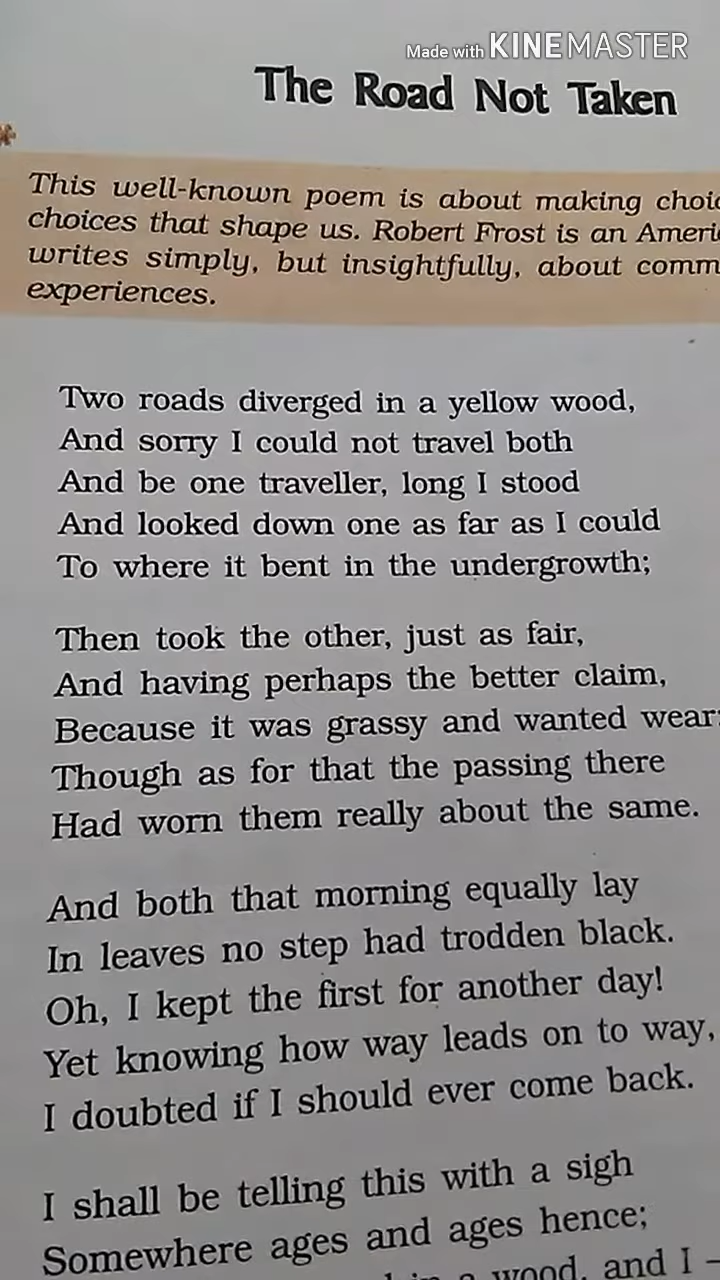 Made with KINEMASTER
The Road Not Taken
This well-known poem is about making
choices that shape us. Robert Frost is an
writes simply, but insightfully, about
experiences.
Two roads diverged in a yellow wood,
And sorry I could not travel both
And be one traveller, long I stood
And looked down one as far as I could
To where it bent in the undergrowth;
Then took the other, just as fair,
And having perhaps the better claim,
Because it was grassy and wanted wear;
Though as for that the passing there
Had worn them really about the same.
And both that morning equally lay
In leaves no step had trodden black.
Oh, I kept the first for another day!
Yet knowing how way leads on to way,
I doubted if I should ever come back.
I shall be telling this with a sigh
Somewhere ages and ages hence;
in a wood, and I –